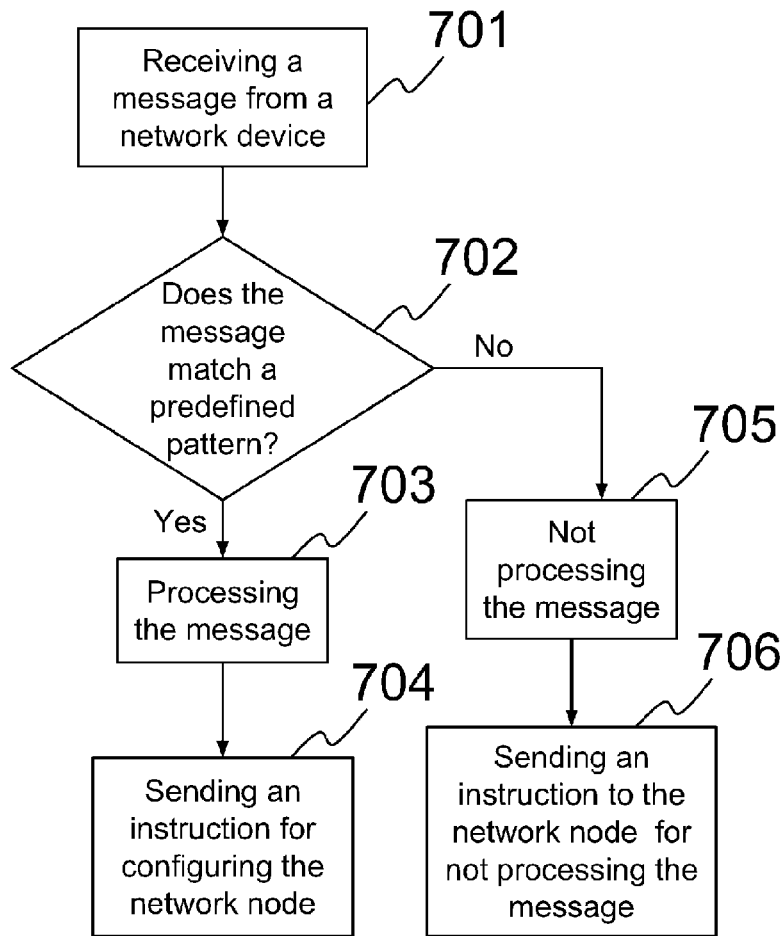 701
Receiving a
message from a
network device
702
Does the
message
match a
predefined
pattern?
No
Yes
703
Processing
the message
705
Not
processing
the message
704
Sending an
instruction for
configuring the
network node
706
Sending an
instruction to the
network node for
not processing the
message